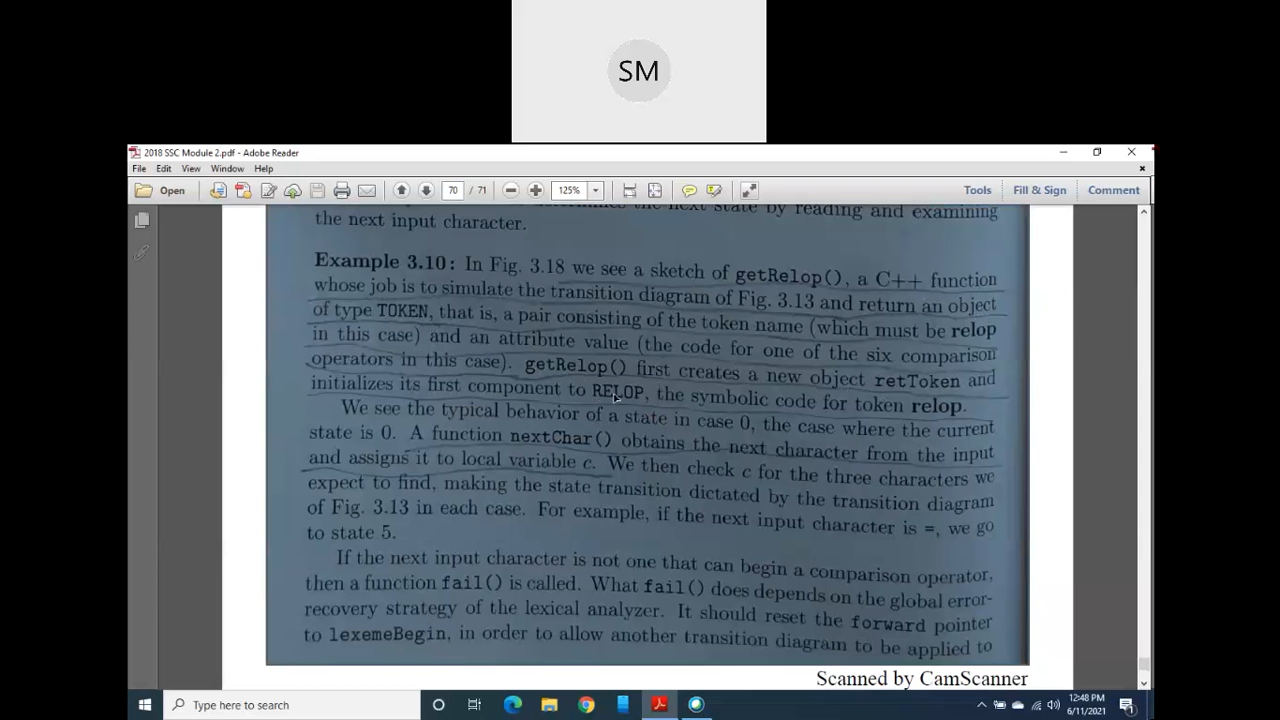 SM
2018 SSC Module 2.pdf - Adobe Reader
File Edit View Window Help
Open 70 / 71 125% Tools Fill & Sign Comment
determines the next state by reading and examining
the next input character.
Example 3.10: In Fig. 3.18 we see a sketch of getRelop(), a C++ function
whose job is to simulate the transition diagram of Fig. 3.13 and return an object
of type TOKEN, that is, a pair consisting of the token name (which must be relop
in this case) and an attribute value (the code for one of the six comparison
operators in this case). getRelop() first creates a new object retToken and
initializes its first component to RELOP, the symbolic code for token relop.
We see the typical behavior of a state in case 0, the case where the current
state is 0. A function nextChar() obtains the next character from the input
and assigns it to local variable c. We then check c for the three characters we
expect to find, making the state transition dictated by the transition diagram
of Fig. 3.13 in each case. For example, if the next input character is =, we go
to state 5.
If the next input character is not one that can begin a comparison operator,
then a function fail() is called. What fail() does depends on the global error-
recovery strategy of the lexical analyzer. It should reset the forward pointer
to lexemeBegin, in order to allow another transition diagram to be applied to
Scanned by CamScanner
Type here to search
12:48 PM
6/11/2021